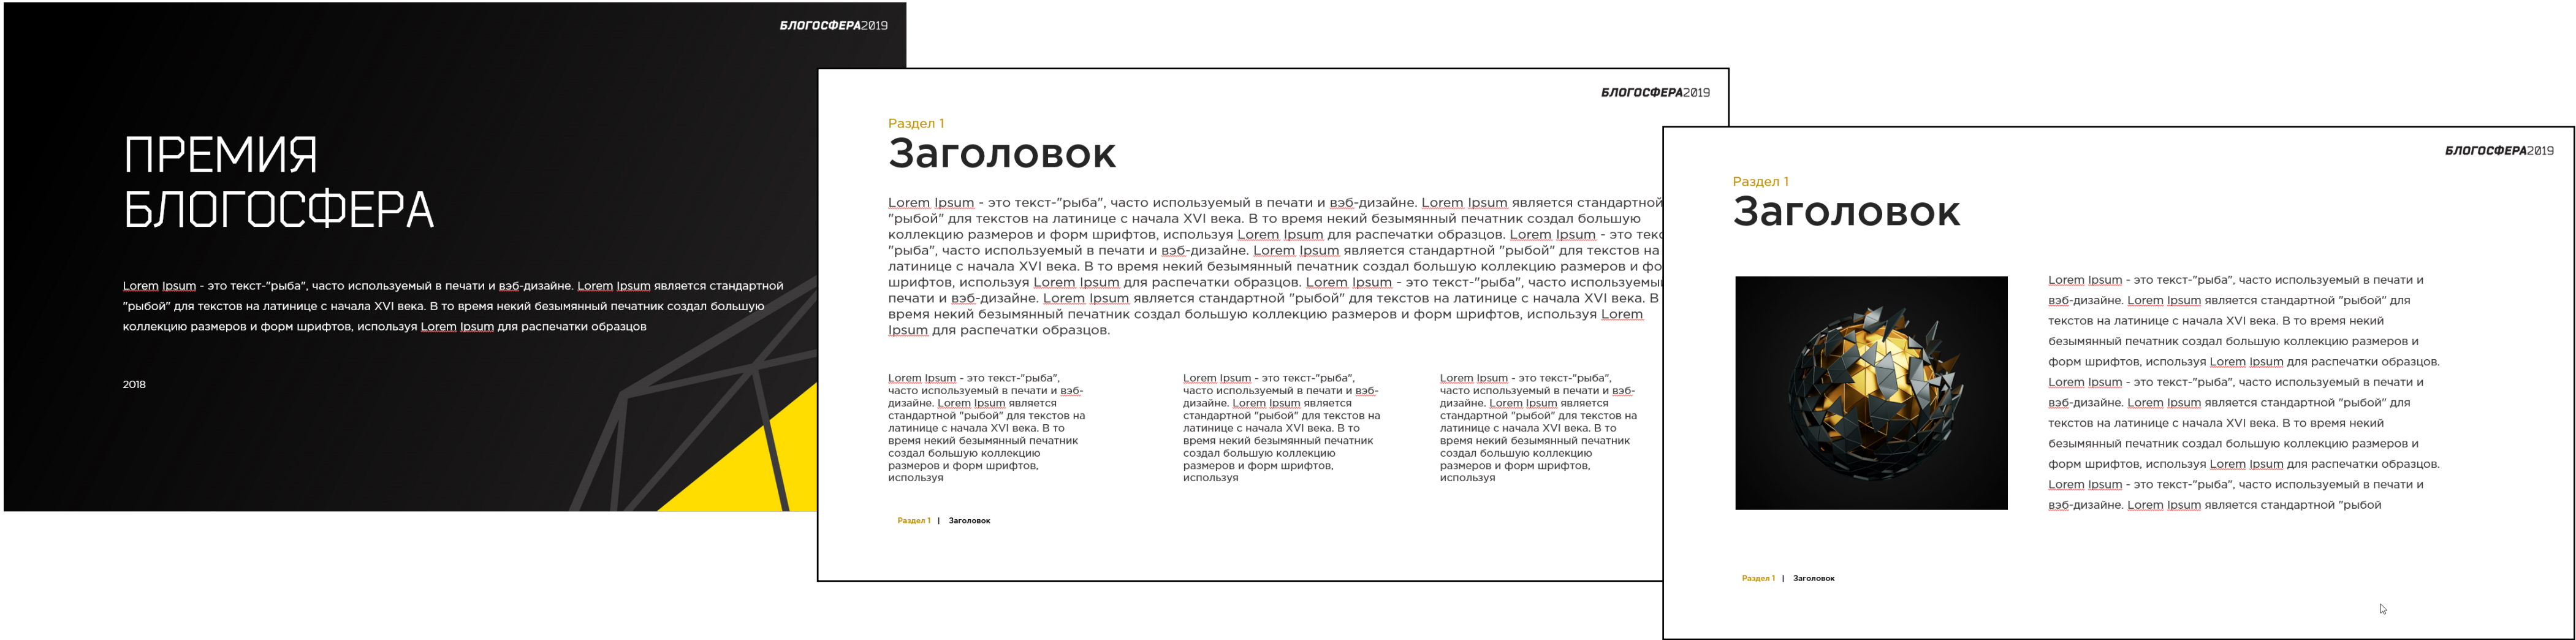 БЛОГОСФЕРА2019
ПРЕМИЯ
БЛОГОСФЕРА
Lorem Ipsum - это текст-"рыба", часто используемый в печати и вэб-дизайне. Lorem Ipsum является стандартной
"рыбой" для текстов на латинице с начала XVI века. В то время некий безымянный печатник создал большую
коллекцию размеров и форм шрифтов, используя Lorem Ipsum для распечатки образцов
2018
БЛОГОСФЕРА2019
Раздел 1
Заголовок
Lorem Ipsum - это текст-"рыба", часто используемый в печати и вэб-дизайне. Lorem Ipsum является стандартной
"рыбой" для текстов на латинице с начала XVI века. В то время некий безымянный печатник создал большую
коллекцию размеров и форм шрифтов, используя Lorem Ipsum для распечатки образцов. Lorem Ipsum - это текс
"рыба", часто используемый в печати и вэб-дизайне. Lorem Ipsum является стандартной "рыбой" для текстов на
латинице с начала XVI века. В то время некий безымянный печатник создал большую коллекцию размеров и фо
шрифтов, используя Lorem Ipsum для распечатки образцов. Lorem Ipsum - это текст-"рыба", часто используемы
печати и вэб-дизайне. Lorem Ipsum является стандартной "рыбой" для текстов на латинице с начала XVI века. В
время некий безымянный печатник создал большую коллекцию размеров и форм шрифтов, используя Lorem
Ipsum для распечатки образцов.
Lorem Ipsum - это текст-"рыба",
часто используемый в печати и вэб-
дизайне. Lorem Ipsum является
стандартной "рыбой" для текстов на
латинице с начала XVI века. В то
время некий безымянный печатник
создал большую коллекцию
размеров и форм шрифтов,
используя
Lorem Ipsum - это текст-"рыба",
часто используемый в печати и вэб-
дизайне. Lorem Ipsum является
стандартной "рыбой" для текстов на
латинице с начала XVI века. В то
время некий безымянный печатник
создал большую коллекцию
размеров и форм шрифтов,
используя
Lorem Ipsum - это текст-"рыба",
часто используемый в печати и вэб-
дизайне. Lorem Ipsum является
стандартной "рыбой" для текстов на
латинице с начала XVI века. В то
время некий безымянный печатник
создал большую коллекцию
размеров и форм шрифтов,
используя
Раздел 1 | Заголовок
БЛОГОСФЕРА2019
Раздел 1
Заголовок
Lorem Ipsum - это текст-"рыба", часто используемый в печати и
вэб-дизайне. Lorem Ipsum является стандартной "рыбой" для
текстов на латинице с начала XVI века. В то время некий
безымянный печатник создал большую коллекцию размеров и
форм шрифтов, используя Lorem Ipsum для распечатки образцов.
Lorem Ipsum - это текст-"рыба", часто используемый в печати и
вэб-дизайне. Lorem Ipsum является стандартной "рыбой" для
текстов на латинице с начала XVI века. В то время некий
безымянный печатник создал большую коллекцию размеров и
форм шрифтов, используя Lorem Ipsum для распечатки образцов.
Lorem Ipsum - это текст-"рыба", часто используемый в печати и
вэб-дизайне. Lorem Ipsum является стандартной "рыбой
Раздел 1 | Заголовок